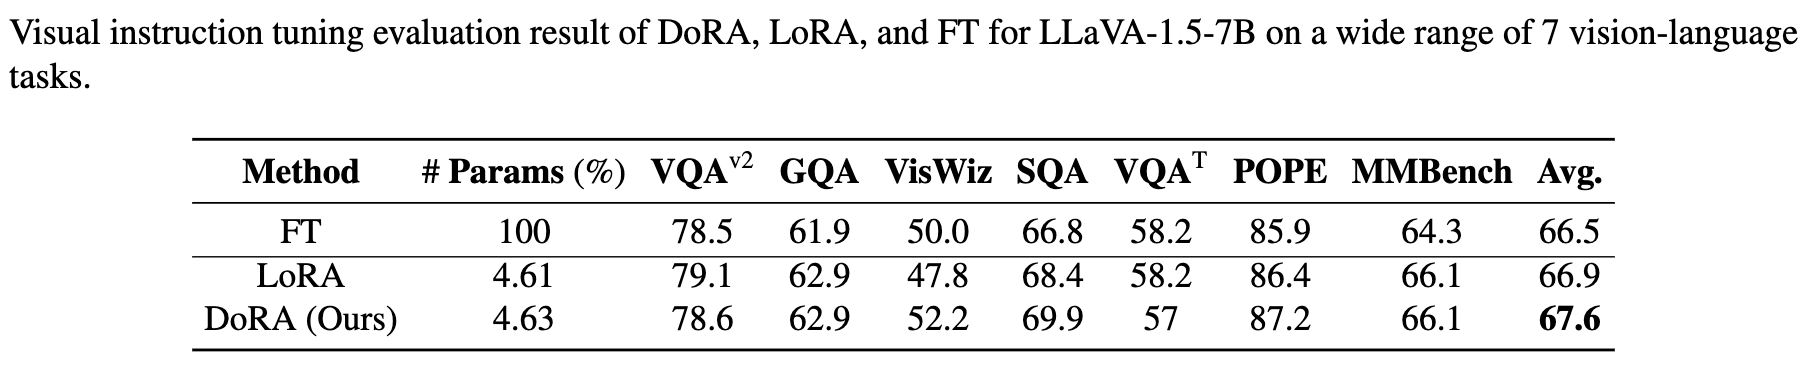 Visual instruction tuning evaluation result of DoRA, LoRA, and FT for LLaVA-1.5-7B on a wide range of 7 vision-language
tasks.
Method # Params (%) VQAv2 GQA VisWiz SQA VQAT POPE MMBench Avg.
FT 100 78.5 61.9 50.0 66.8 58.2 85.9 64.3 66.5
LoRA 4.61 79.1 62.9 47.8 68.4 58.2 86.4 66.1 66.9
DoRA (Ours) 4.63 78.6 62.9 52.2 69.9 57 87.2 66.1 67.6